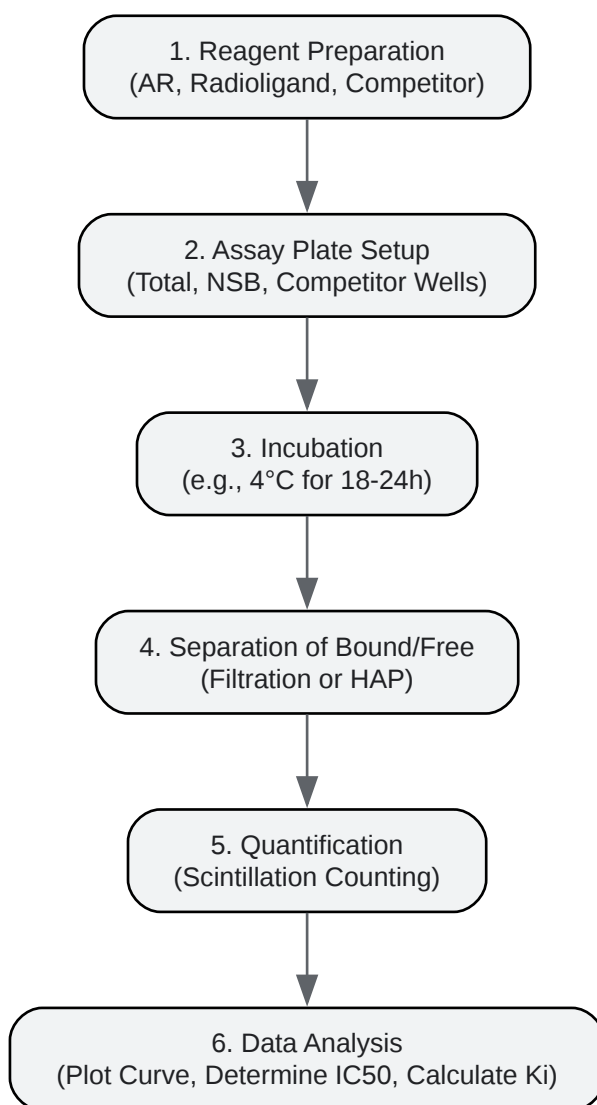 1. Reagent Preparation
(AR, Radioligand, Competitor)
2. Assay Plate Setup
(Total, NSB, Competitor Wells)
3. Incubation
(e.g., 4°C for 18-24h)
4. Separation of Bound/Free
(Filtration or HAP)
5. Quantification
(Scintillation Counting)
6. Data Analysis
(Plot Curve, Determine IC50, Calculate Ki)